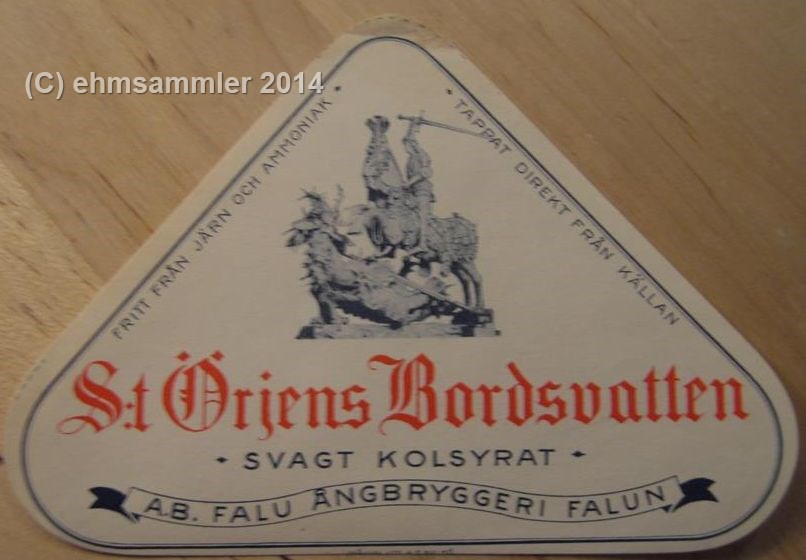 (C) ehmsammler 2014
FRITT FRÅN JÄRN OCH AMMONIAK
TAPPAT DIREKT FRÅN KÄLLAN
S:t Örjens Bordsvatten
SVAGT KOLSYRAT
A.B. FALU ÅNGBRYGGERI FALUN